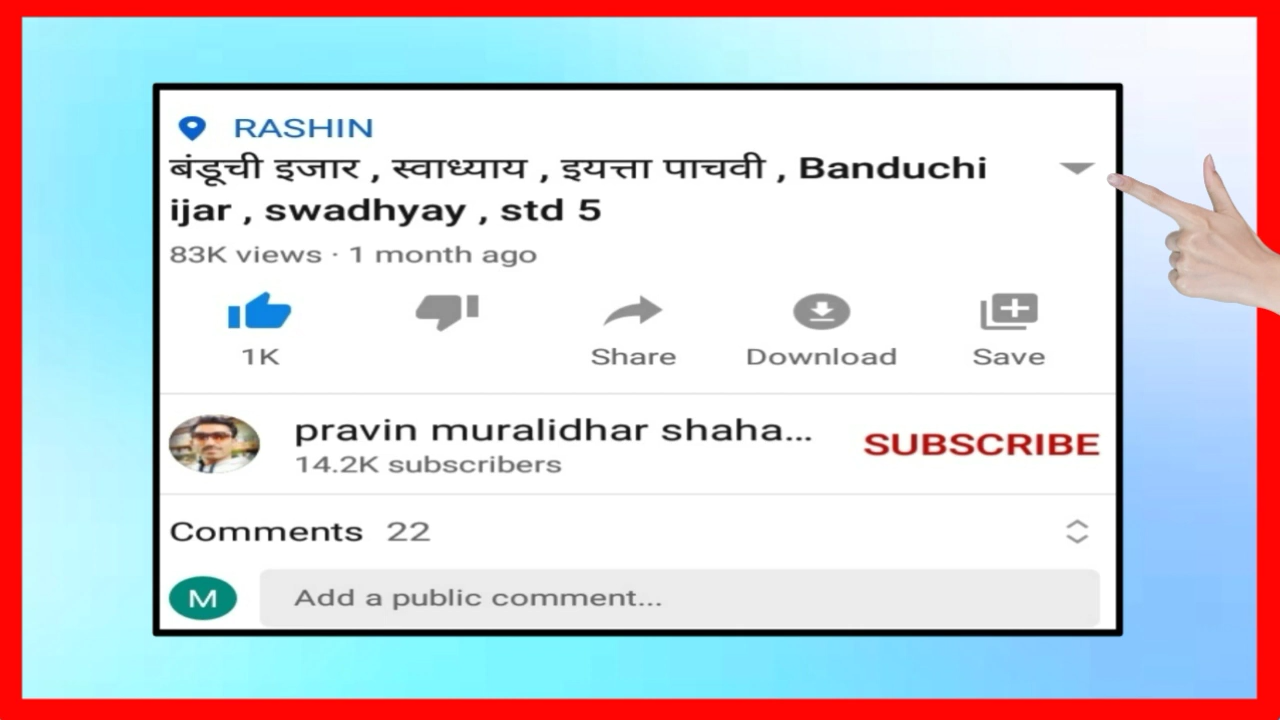 RASHIN
बंडूची इजार , स्वाध्याय , इयत्ता पाचवी , Banduchi
ijar , swadhyay , std 5
83K views · 1 month ago
1K
Share
Download
Save
pravin muralidhar shaha...
14.2K subscribers
SUBSCRIBE
Comments 22
M
Add a public comment...